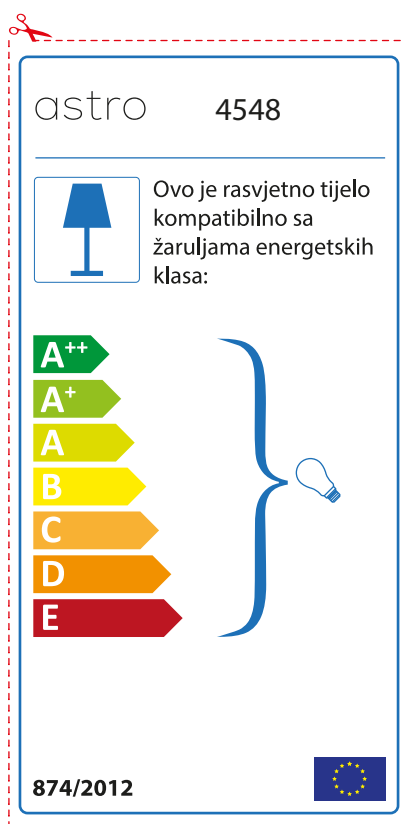 astro 4548
Ovo je rasvjetno tijelo
kompatibilno sa
žaruljama energetskih
klasa:
A++
A+
A
B
C
D
E
874/2012